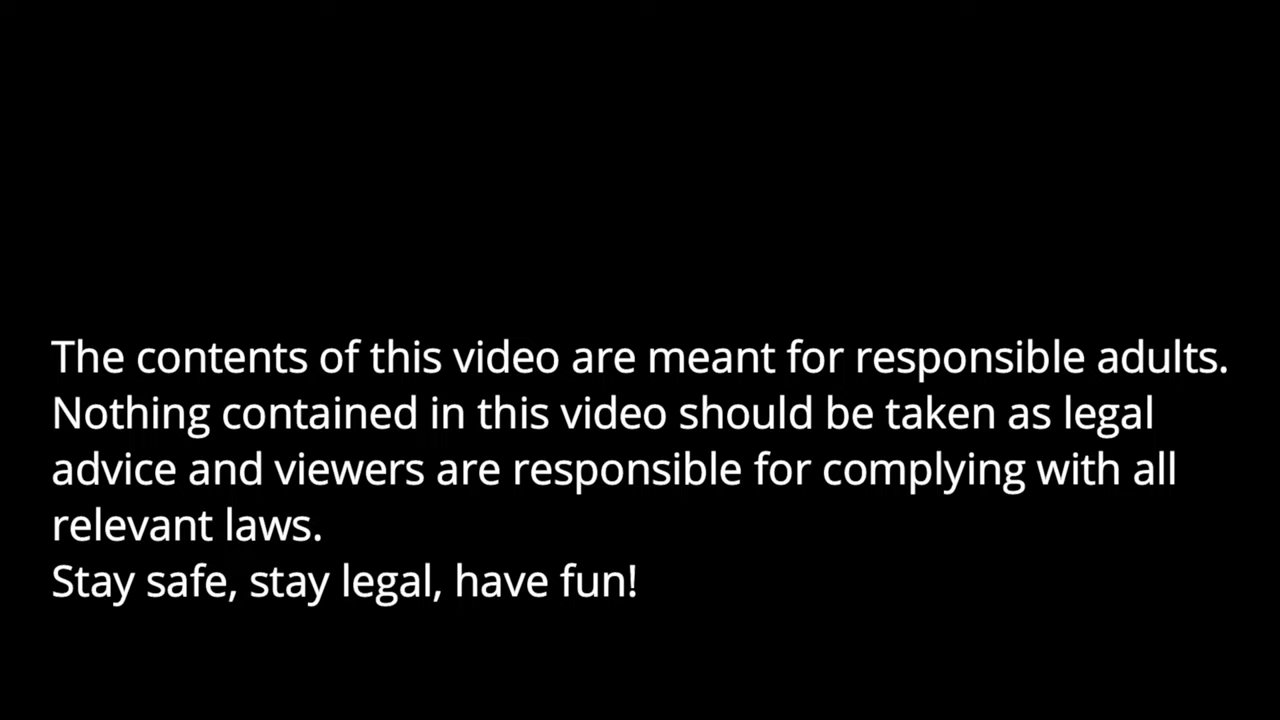 The contents of this video are meant for responsible adults.
Nothing contained in this video should be taken as legal
advice and viewers are responsible for complying with all
relevant laws.
Stay safe, stay legal, have fun!